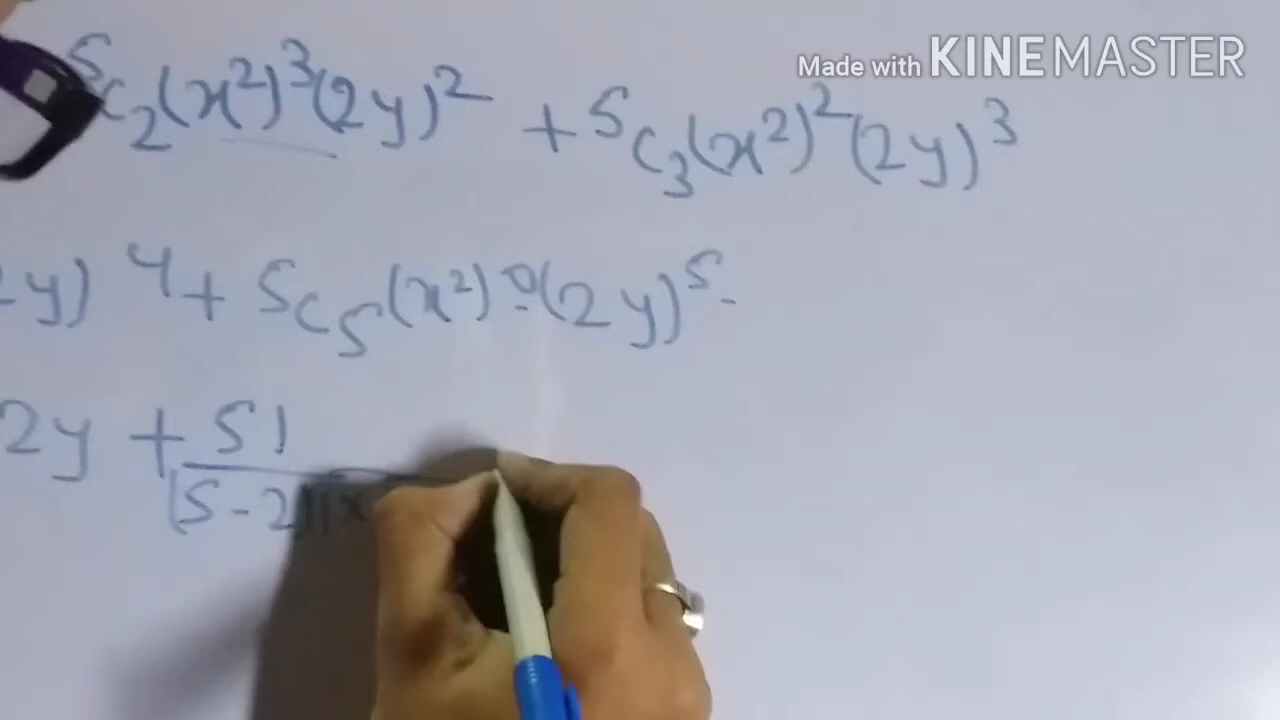 Made with KINEMASTER
⁵C₂(x²)³(2y)² + ⁵C₃(x²)²(2y)³
y)⁴ + ⁵C₅(x²)⁰(2y)⁵.
2y + 5!
(5-2)!x